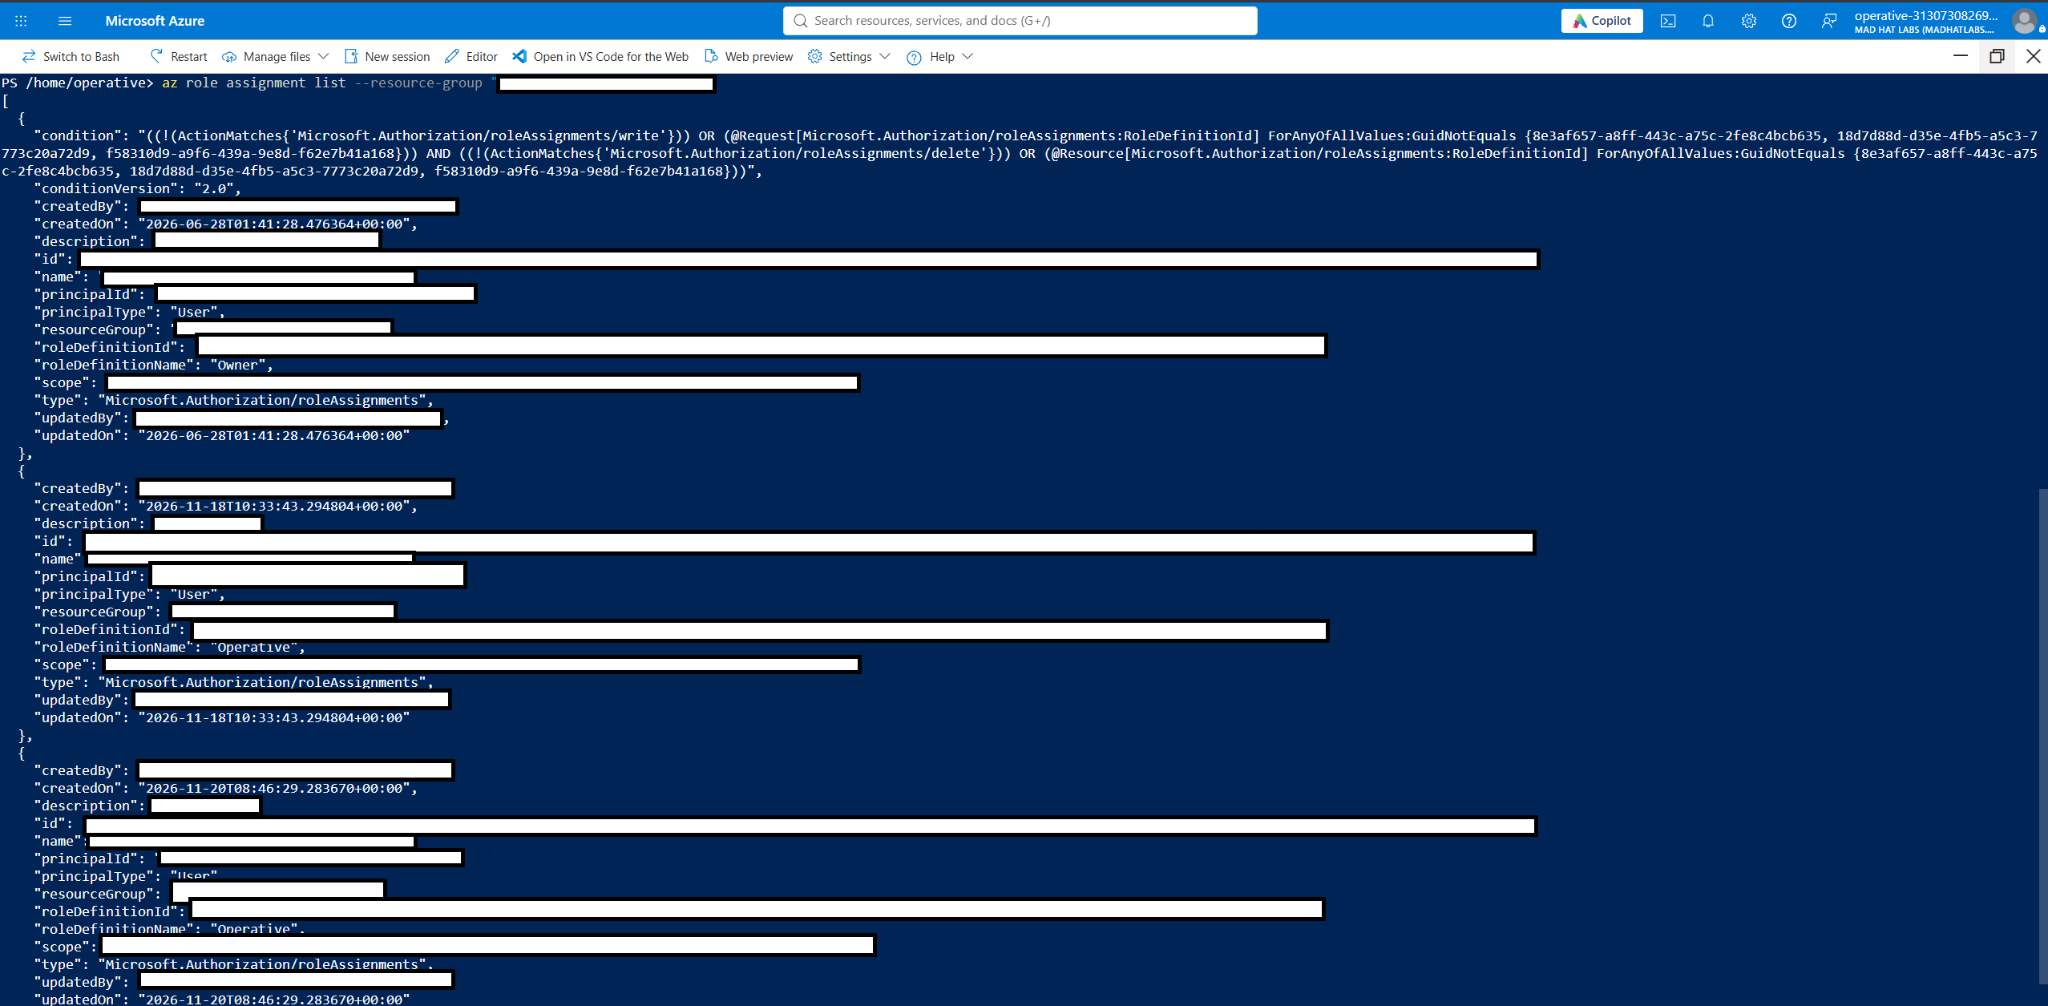 Microsoft Azure
Search resources, services, and docs (G+/)
Copilot
operative-31307308269...
MAD HAT LABS (MADHATLABS....
Switch to Bash Restart Manage files New session Editor Open in VS Code for the Web Web preview Settings Help
PS /home/operative> az role assignment list --resource-group "
[
{
"condition": "((!(ActionMatches{'Microsoft.Authorization/roleAssignments/write'})) OR (@Request[Microsoft.Authorization/roleAssignments:RoleDefinitionId] ForAnyOfAllValues:GuidNotEquals {8e3af657-a8ff-443c-a75c-2fe8c4bcb635, 18d7d88d-d35e-4fb5-a5c3-7
773c20a72d9, f58310d9-a9f6-439a-9e8d-f62e7b41a168})) AND ((!(ActionMatches{'Microsoft.Authorization/roleAssignments/delete'})) OR (@Resource[Microsoft.Authorization/roleAssignments:RoleDefinitionId] ForAnyOfAllValues:GuidNotEquals {8e3af657-a8ff-443c-a75
c-2fe8c4bcb635, 18d7d88d-d35e-4fb5-a5c3-7773c20a72d9, f58310d9-a9f6-439a-9e8d-f62e7b41a168}))",
"conditionVersion": "2.0",
"createdBy":
"createdOn": "2026-06-28T01:41:28.476364+00:00",
"description":
"id":
"name":
"principalId":
"principalType": "User",
"resourceGroup": "
"roleDefinitionId":
"roleDefinitionName": "Owner",
"scope":
"type": "Microsoft.Authorization/roleAssignments",
"updatedBy": ,
"updatedOn": "2026-06-28T01:41:28.476364+00:00"
},
{
"createdBy":
"createdOn": "2026-11-18T10:33:43.294804+00:00",
"description":
"id":
"name"
"principalId":
"principalType": "User",
"resourceGroup":
"roleDefinitionId":
"roleDefinitionName": "Operative",
"scope":
"type": "Microsoft.Authorization/roleAssignments",
"updatedBy":
"updatedOn": "2026-11-18T10:33:43.294804+00:00"
},
{
"createdBy":
"createdOn": "2026-11-20T08:46:29.283670+00:00",
"description":
"id":
"name":
"principalId": "
"principalType": "User"
"resourceGroup":
"roleDefinitionId":
"roleDefinitionName": "Operative",
"scope":
"type": "Microsoft.Authorization/roleAssignments",
"updatedBy":
"updatedOn": "2026-11-20T08:46:29.283670+00:00"